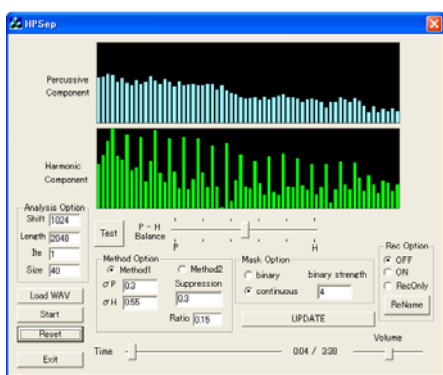 HPSep
Percussive
Component
Harmonic
Component
Analysis Option
Shift 1024
Length 2048
Ite 1
Size 40
Load WAV
Start
Reset
Exit
Test
P - H
Balance
P
H
Method Option
Method1
Method2
σP 0.3
σH 0.55
Suppression
0.3
Ratio 0.15
Mask Option
binary
continuous
binary strength
4
UPDATE
Rec Option
OFF
ON
RecOnly
ReName
Time
0:04 / 3:38
Volume